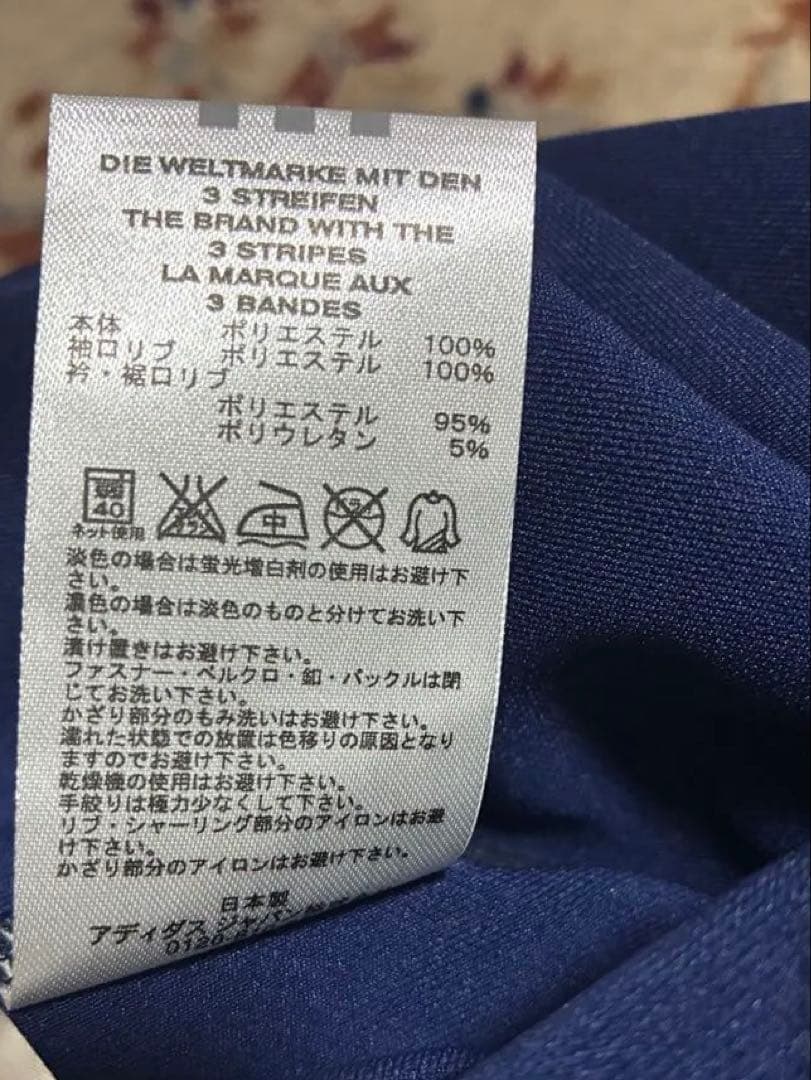 DIE WELTMARKE MIT DEN
3 STREIFEN
THE BRAND WITH THE
3 STRIPES
LA MARQUE AUX
3 BANDES
本体 ポリエステル 100%
袖口リブ ポリエステル 100%
衿・裾口リブ
ポリエステル 95%
ポリウレタン 5%
40 中
ネット使用
淡色の場合は蛍光増白剤の使用はお避け下
さい。
濃色の場合は淡色のものと分けてお洗い下
さい。
漬け置きはお避け下さい。
ファスナー・ベルクロ・釦・バックルは閉
じてお洗い下さい。
かざり部分のもみ洗いはお避け下さい。
濡れた状態での放置は色移りの原因となり
ますのでお避け下さい。
乾燥機の使用はお避け下さい。
手絞りは極力少なくして下さい。
リブ・シャーリング部分のアイロンはお避
け下さい。
かざり部分のアイロンはお避け下さい。
日本製
アディダス ジャパン
0120